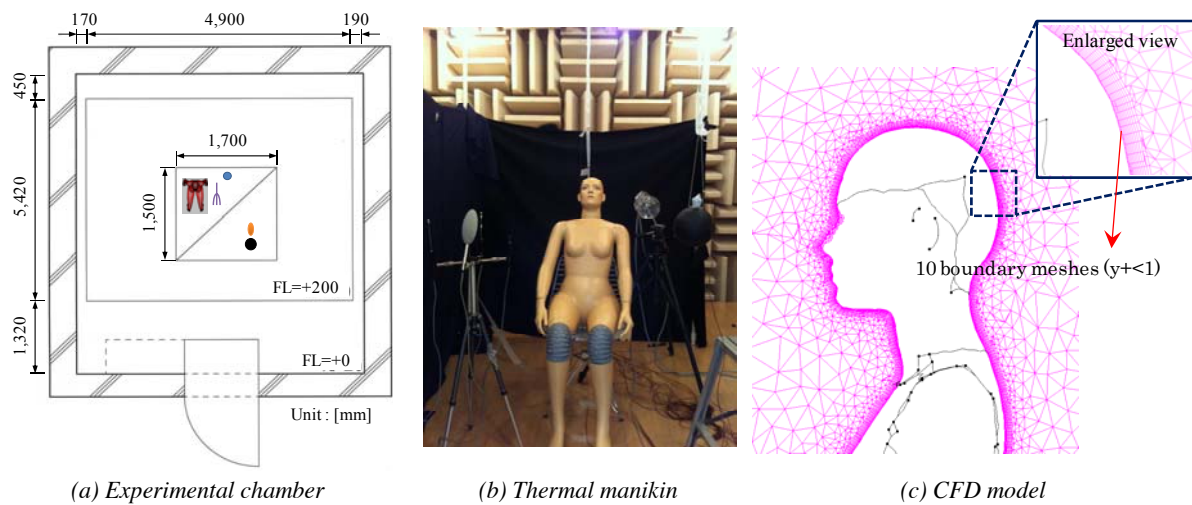 170
4,900
190
450
5,420
1,320
1,700
1,500
FL=+200
FL=+0
Unit : [mm]
Enlarged view
10 boundary meshes (y+<1)
(a) Experimental chamber
(b) Thermal manikin
(c) CFD model